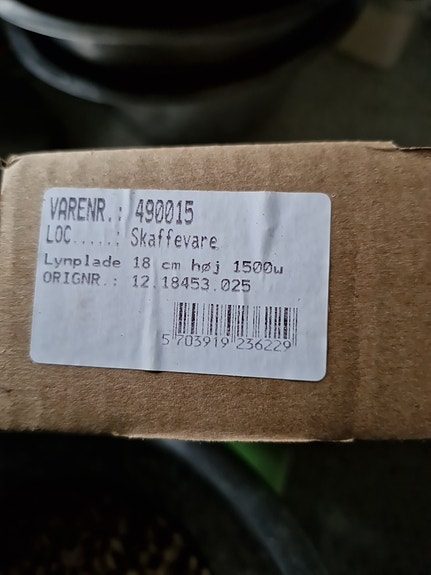 VARENR.: 490015
LOC.....: Skaffevare
Lynplade 18 cm høj 1500w
ORIGNR.: 12.18453.025
5 703919 236229